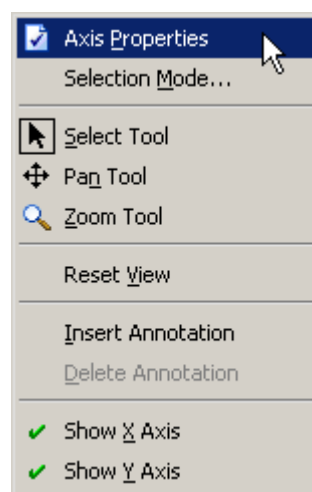 Axis Properties
Selection Mode...
Select Tool
Pan Tool
Zoom Tool
Reset View
Insert Annotation
Delete Annotation
Show X Axis
Show Y Axis